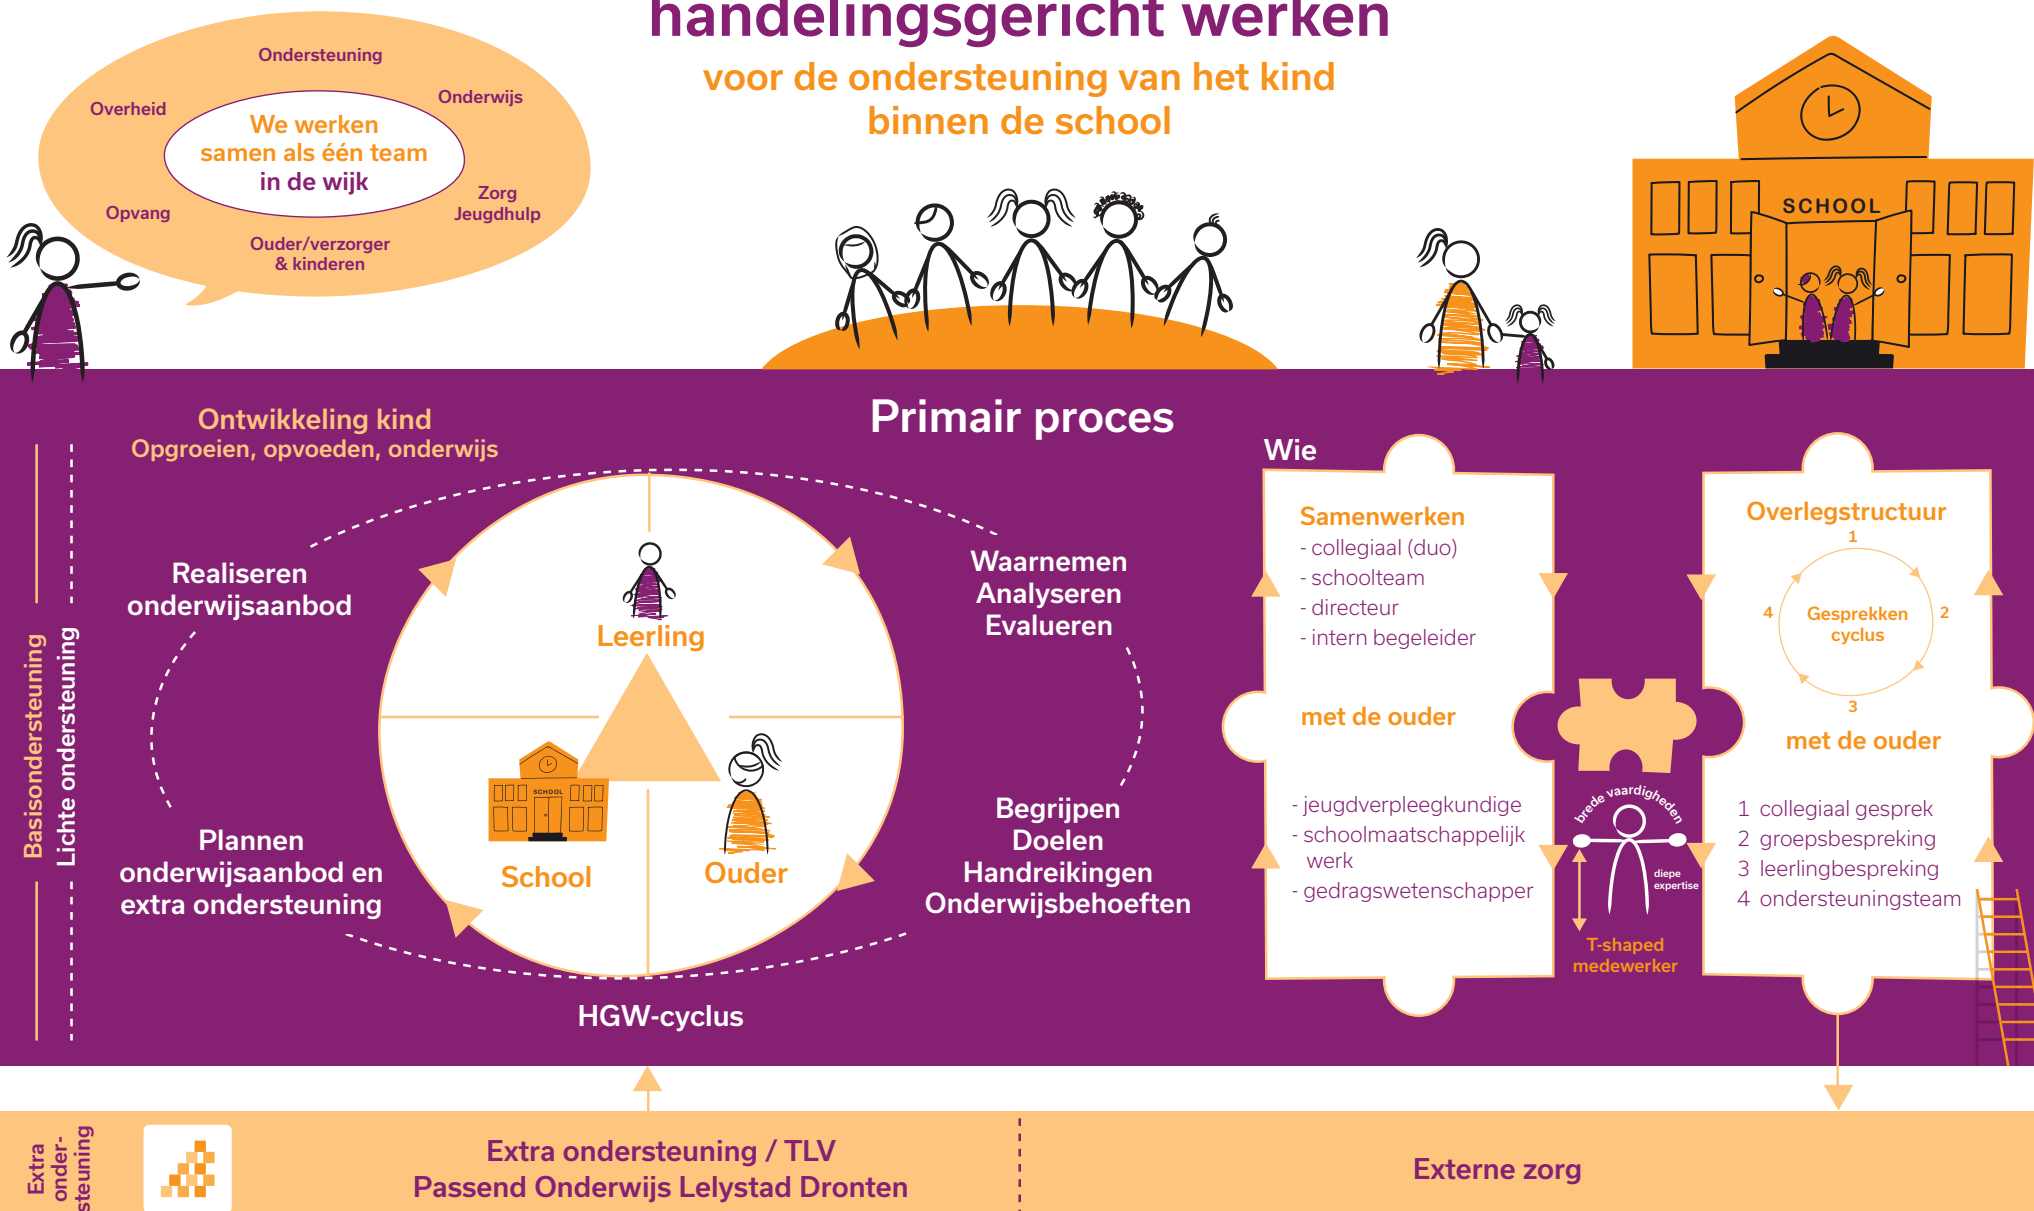 handelingsgericht werken
voor de ondersteuning van het kind
binnen de school
Ondersteuning
Overheid
Onderwijs
We werken
samen als één team
in de wijk
Opvang
Zorg
Jeugdhulp
Ouder/verzorger
& kinderen
SCHOOL
Primair proces
Ontwikkeling kind
Opgroeien, opvoeden, onderwijs
Basisondersteuning
Lichte ondersteuning
Realiseren
onderwijsaanbod
Waarnemen
Analyseren
Evalueren
Leerling
SCHOOL
School
Ouder
Plannen
onderwijsaanbod en
extra ondersteuning
Begrijpen
Doelen
Handreikingen
Onderwijsbehoeften
HGW-cyclus
Wie
Samenwerken
- collegiaal (duo)
- schoolteam
- directeur
- intern begeleider
met de ouder
- jeugdverpleegkundige
- schoolmaatschappelijk
werk
- gedragswetenschapper
brede vaardigheden
diepe
expertise
T-shaped
medewerker
Overlegstructuur
1
4
Gesprekken
cyclus
2
3
met de ouder
1 collegiaal gesprek
2 groepsbespreking
3 leerlingbespreking
4 ondersteuningsteam
Extra
onder-
steuning
Extra ondersteuning / TLV
Passend Onderwijs Lelystad Dronten
Externe zorg